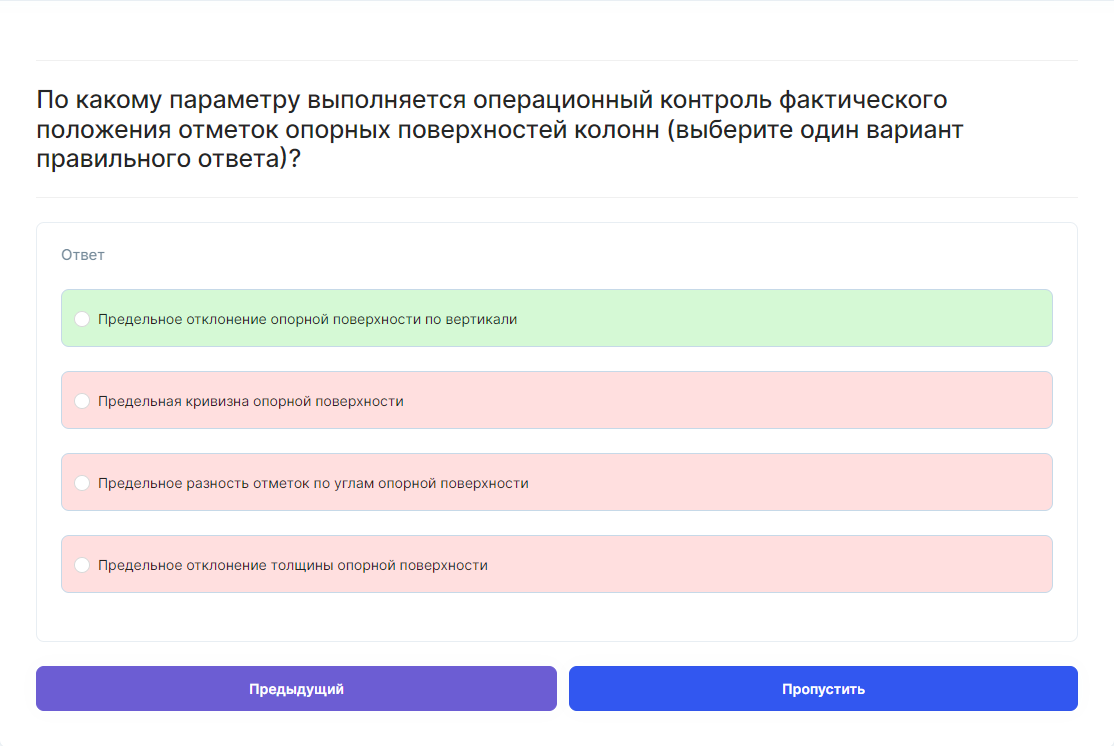 По какому параметру выполняется операционный контроль фактического
положения отметок опорных поверхностей колонн (выберите один вариант
правильного ответа)?
Ответ
Предельное отклонение опорной поверхности по вертикали
Предельная кривизна опорной поверхности
Предельное разность отметок по углам опорной поверхности
Предельное отклонение толщины опорной поверхности
Предыдущий
Пропустить